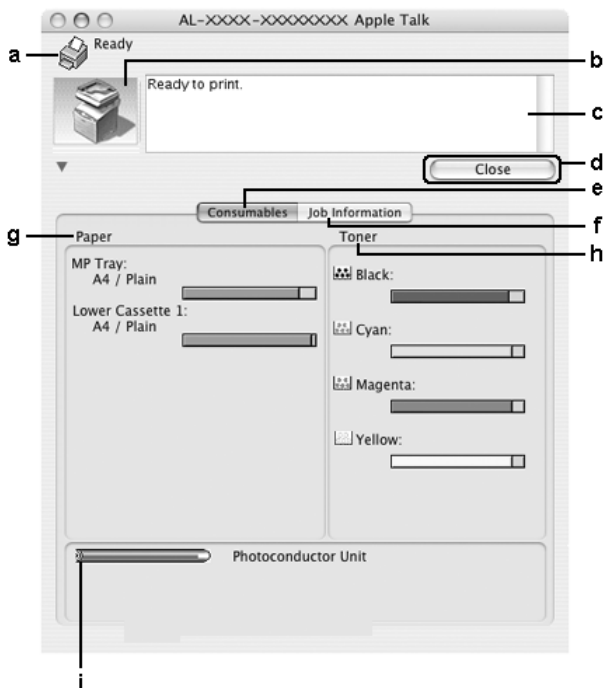 AL-XXXX-XXXXXXXX Apple Talk
a
Ready
b
Ready to print.
c
d
Close
e
Consumables
Job Information
f
g
Paper
Toner
h
MP Tray:
A4 / Plain
Black:
Lower Cassette 1:
A4 / Plain
Cyan:
Magenta:
Yellow:
Photoconductor Unit
i